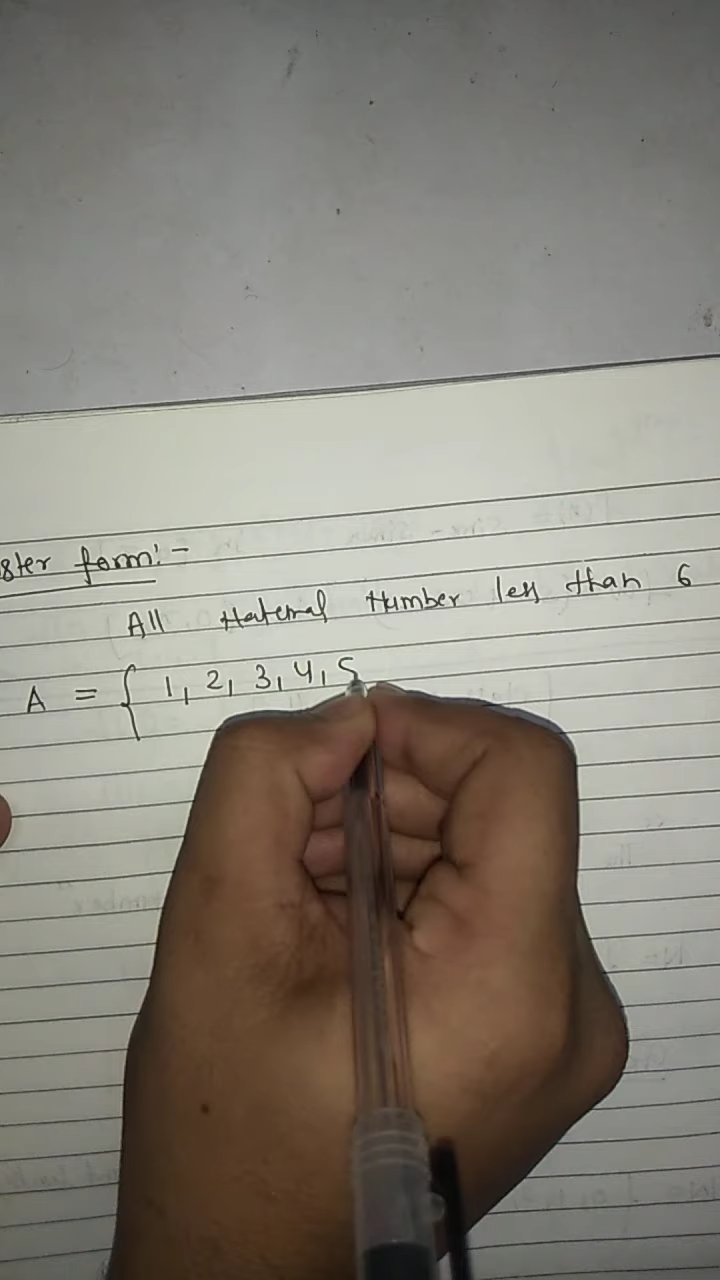 ster form:-
All Natural Number less than 6
A = { 1, 2, 3, 4, 5